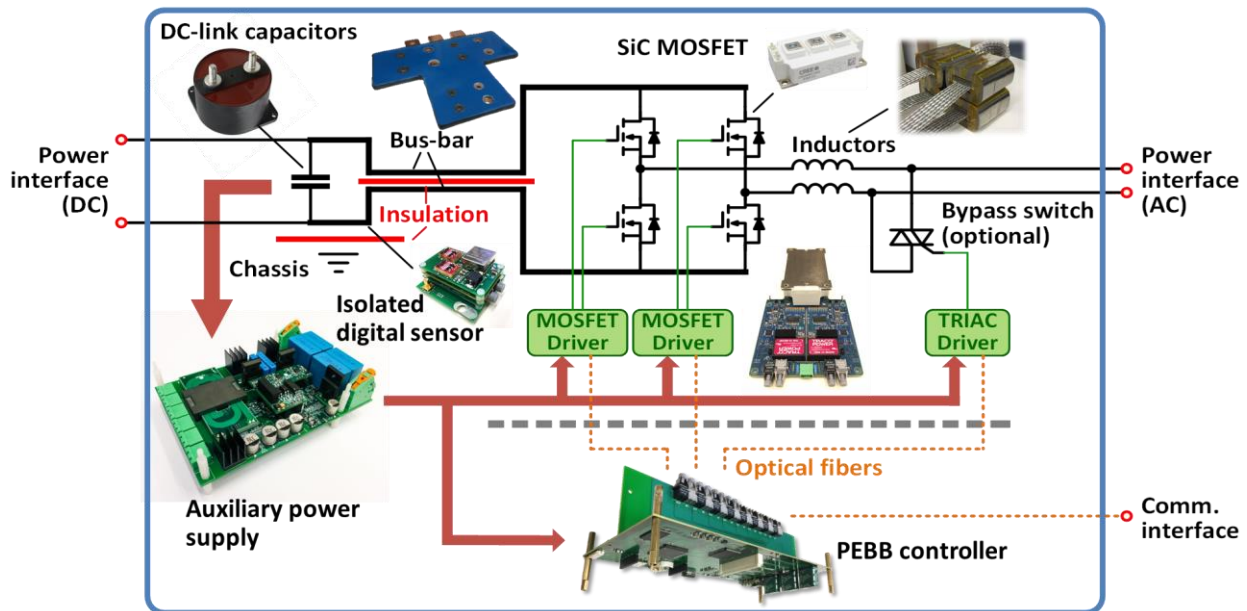 DC-link capacitors
SiC MOSFET
Bus-bar
Inductors
Power
interface
(DC)
Power
interface
(AC)
Insulation
Bypass switch
(optional)
Chassis
Isolated
digital sensor
MOSFET
Driver
MOSFET
Driver
TRIAC
Driver
Optical fibers
Auxiliary power
supply
PEBB controller
Comm.
interface